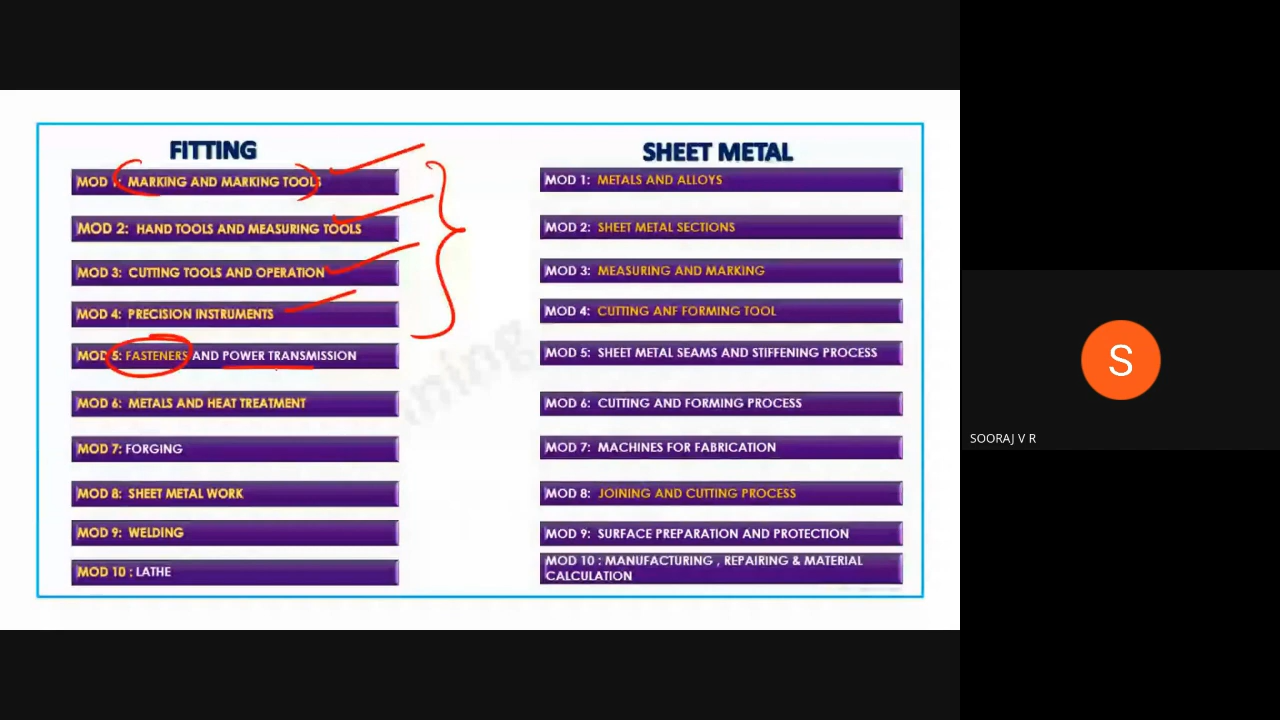 FITTING
MOD 1: MARKING AND MARKING TOOLS
MOD 2: HAND TOOLS AND MEASURING TOOLS
MOD 3: CUTTING TOOLS AND OPERATION
MOD 4: PRECISION INSTRUMENTS
MOD 5: FASTENERS AND POWER TRANSMISSION
MOD 6: METALS AND HEAT TREATMENT
MOD 7: FORGING
MOD 8: SHEET METAL WORK
MOD 9: WELDING
MOD 10 : LATHE
SHEET METAL
MOD 1: METALS AND ALLOYS
MOD 2: SHEET METAL SECTIONS
MOD 3: MEASURING AND MARKING
MOD 4: CUTTING ANF FORMING TOOL
MOD 5: SHEET METAL SEAMS AND STIFFENING PROCESS
MOD 6: CUTTING AND FORMING PROCESS
MOD 7: MACHINES FOR FABRICATION
MOD 8: JOINING AND CUTTING PROCESS
MOD 9: SURFACE PREPARATION AND PROTECTION
MOD 10 : MANUFACTURING , REPAIRING & MATERIAL
CALCULATION
S
SOORAJ V R